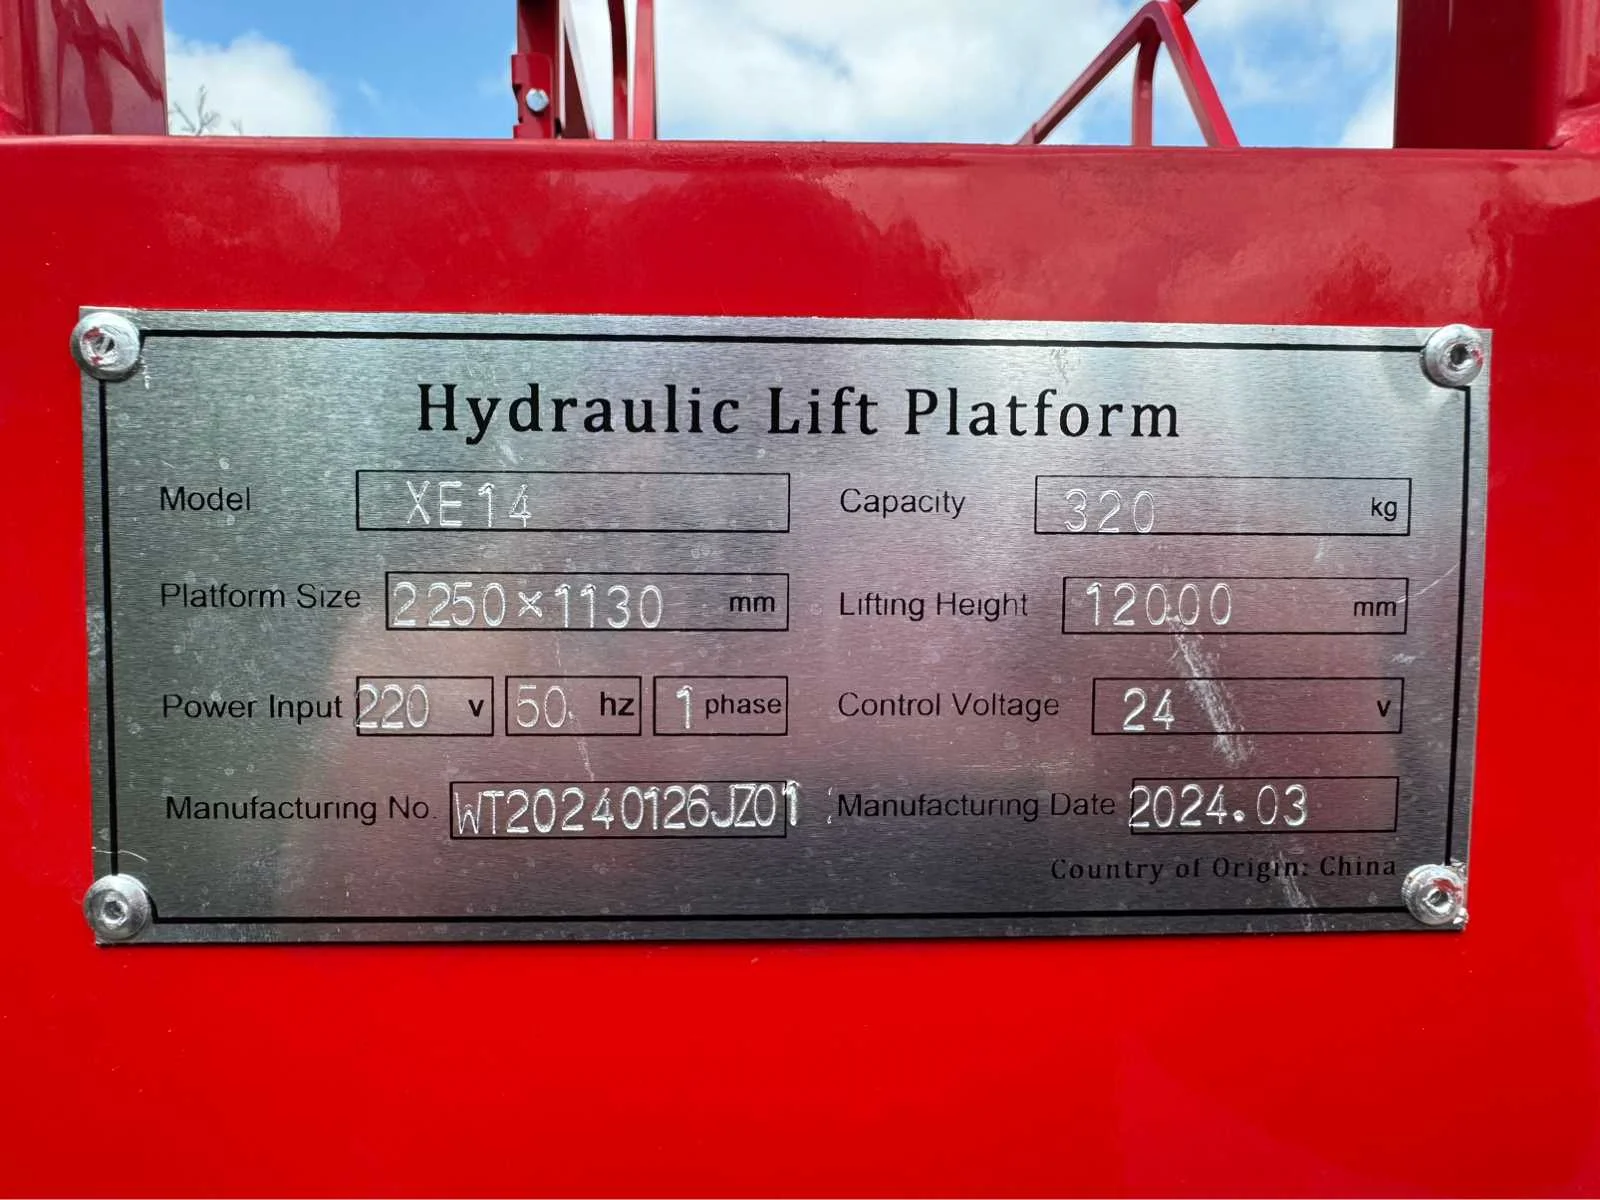 Hydraulic Lift Platform
Model XE14 Capacity 320 kg
Platform Size 2250×1130 mm Lifting Height 12000 mm
Power Input 220 v 50 hz 1 phase Control Voltage 24 v
Manufacturing No. WT20240126JZ01 Manufacturing Date 2024.03
Country of Origin: China